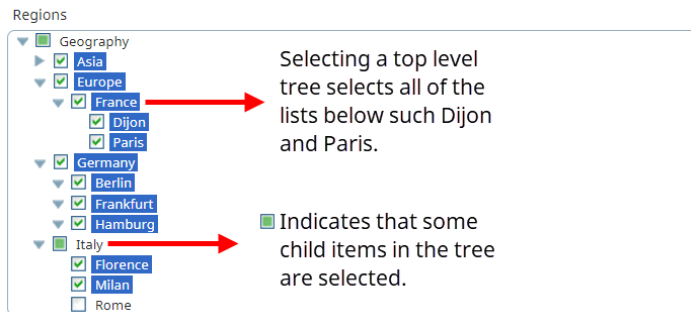 Regions
Geography
Asia
Europe
France
Dijon
Paris
Germany
Berlin
Frankfurt
Hamburg
Italy
Florence
Milan
Rome
Selecting a top level
tree selects all of the
lists below such Dijon
and Paris.
Indicates that some
child items in the tree
are selected.